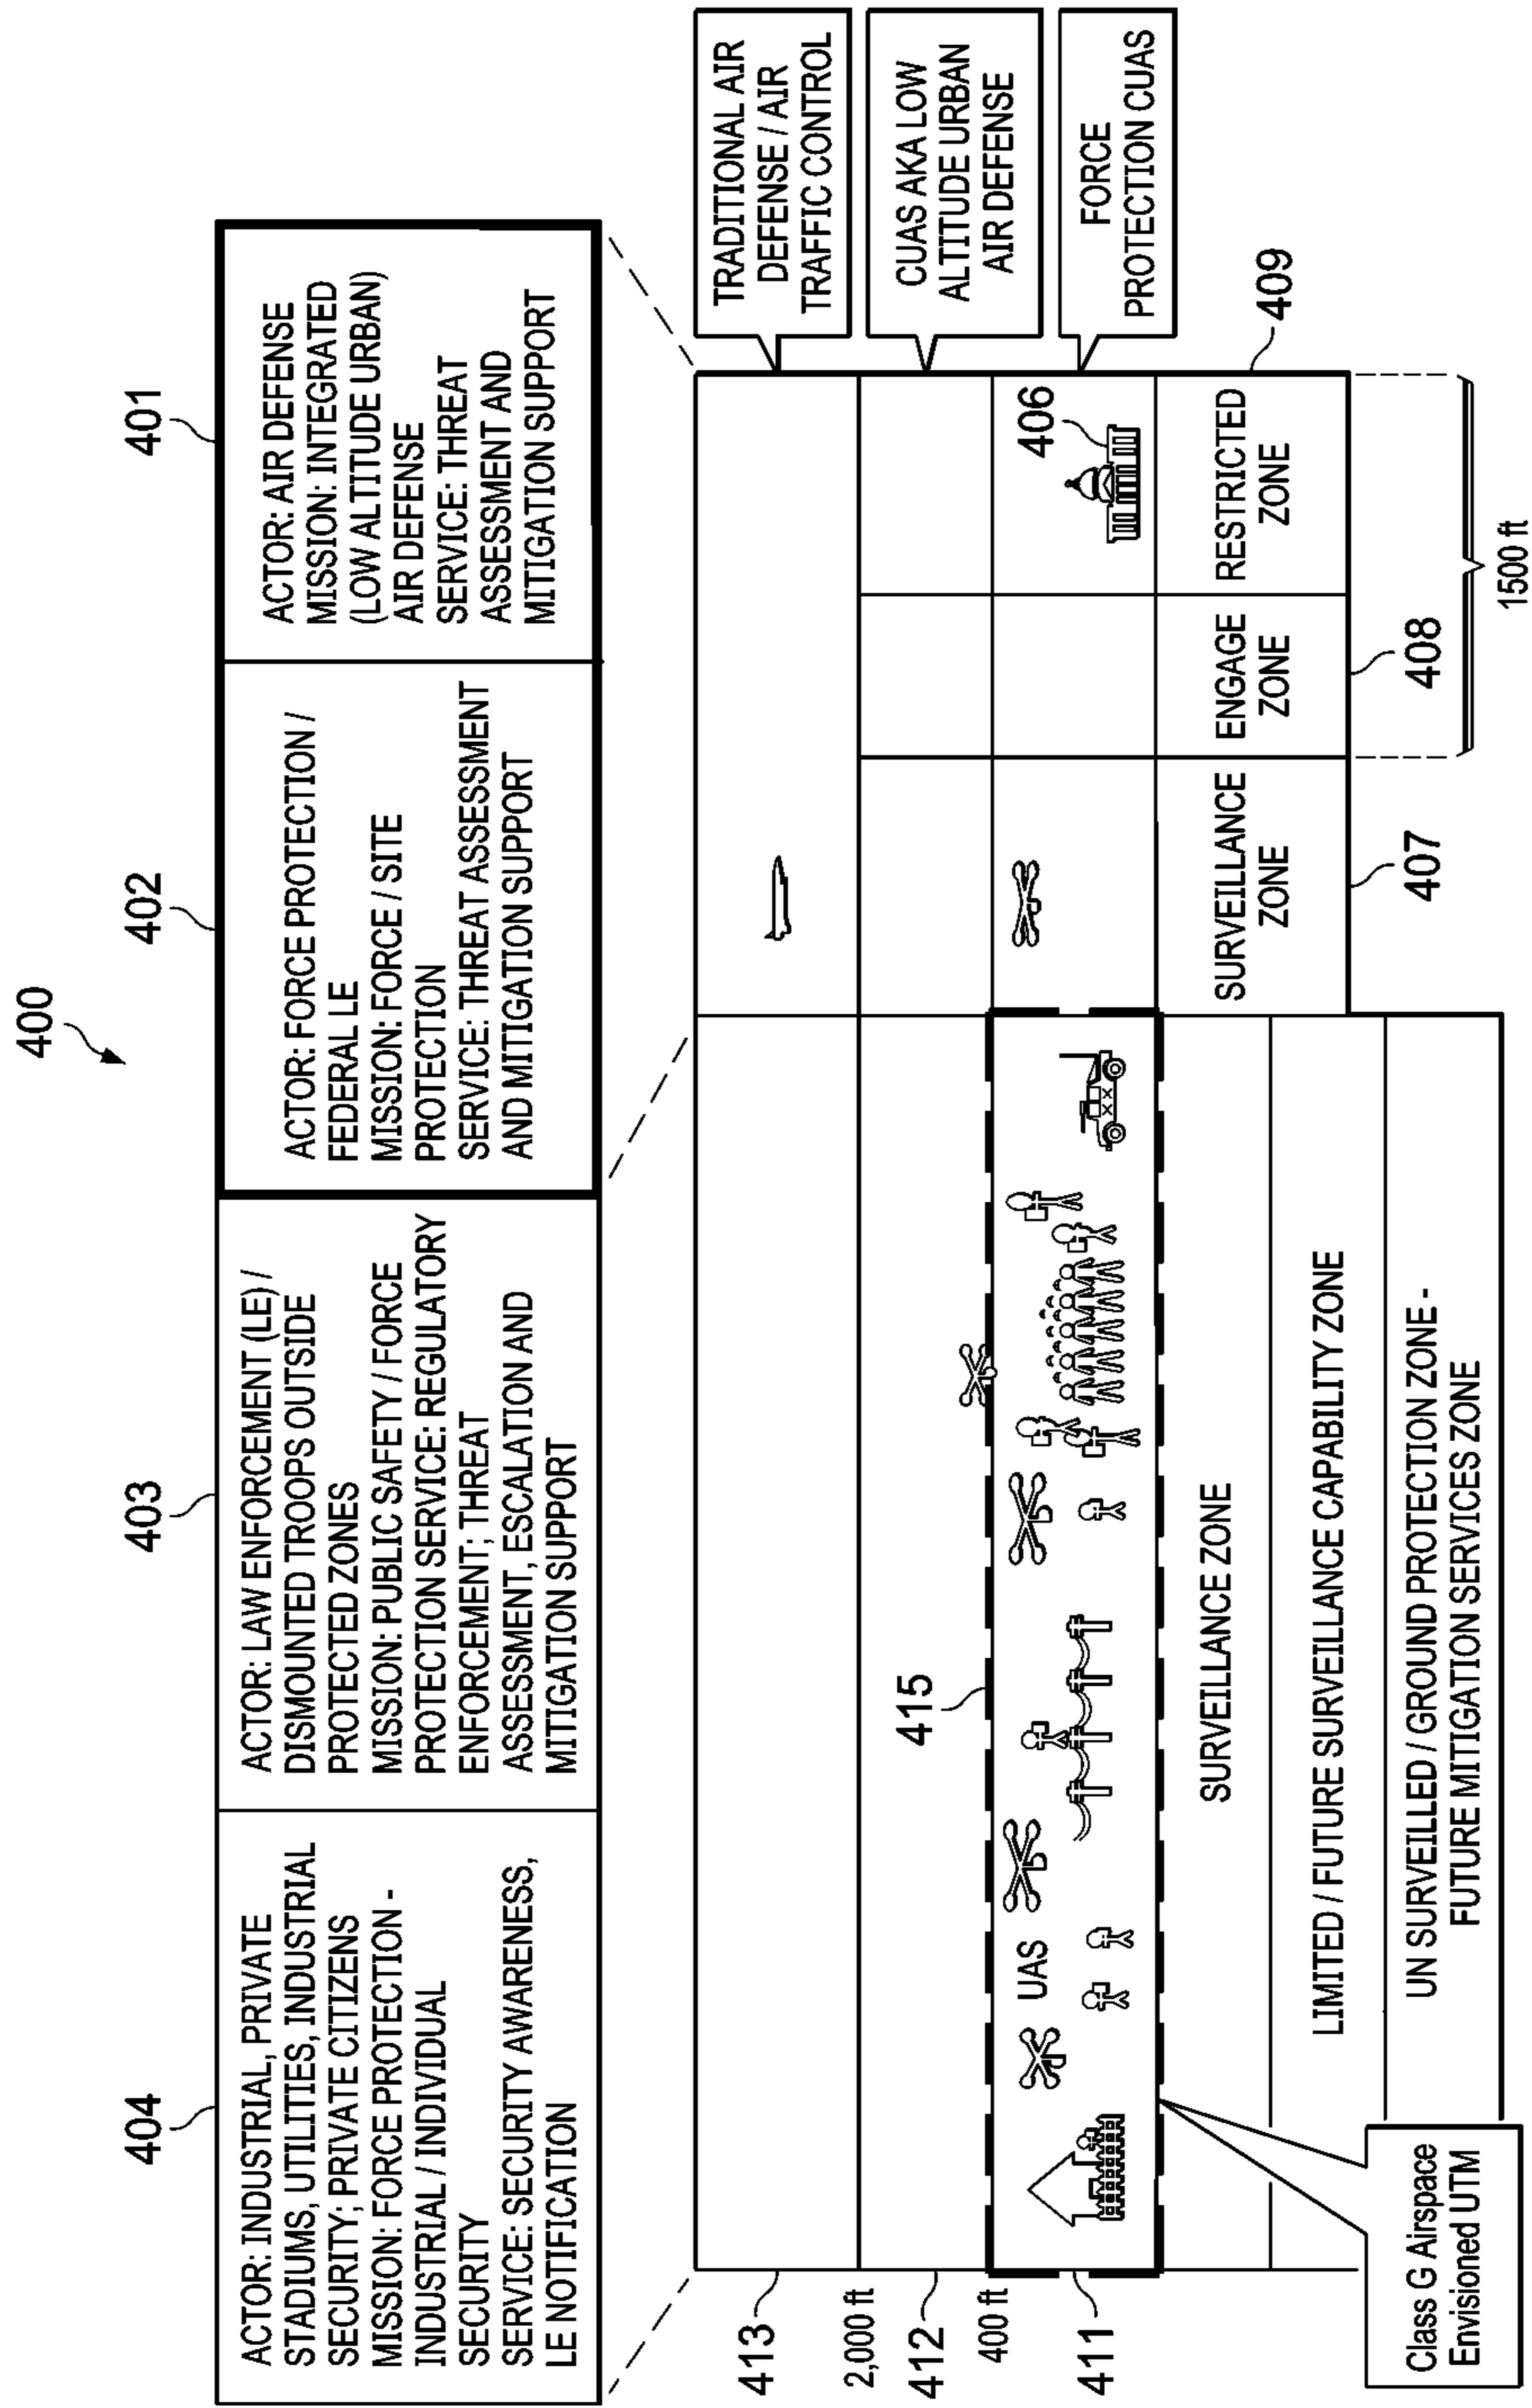 400
404
403
402
401
ACTOR: INDUSTRIAL, PRIVATE
STADIUMS, UTILITIES, INDUSTRIAL
SECURITY; PRIVATE CITIZENS
MISSION: FORCE PROTECTION -
INDUSTRIAL / INDIVIDUAL
SECURITY
SERVICE: SECURITY AWARENESS,
LE NOTIFICATION
ACTOR: LAW ENFORCEMENT (LE) /
DISMOUNTED TROOPS OUTSIDE
PROTECTED ZONES
MISSION: PUBLIC SAFETY / FORCE
PROTECTION SERVICE: REGULATORY
ENFORCEMENT; THREAT
ASSESSMENT, ESCALATION AND
MITIGATION SUPPORT
ACTOR: FORCE PROTECTION /
FEDERAL LE
MISSION: FORCE / SITE
PROTECTION
SERVICE: THREAT ASSESSMENT
AND MITIGATION SUPPORT
ACTOR: AIR DEFENSE
MISSION: INTEGRATED
(LOW ALTITUDE URBAN)
AIR DEFENSE
SERVICE: THREAT
ASSESSMENT AND
MITIGATION SUPPORT
413
TRADITIONAL AIR
DEFENSE / AIR
TRAFFIC CONTROL
2,000 ft
412
415
CUAS AKA LOW
ALTITUDE URBAN
AIR DEFENSE
400 ft
411
UAS
406
FORCE
PROTECTION CUAS
SURVEILLANCE ZONE
SURVEILLANCE
ZONE
ENGAGE
ZONE
RESTRICTED
ZONE
409
LIMITED / FUTURE SURVEILLANCE CAPABILITY ZONE
407
408
UN SURVEILLED / GROUND PROTECTION ZONE -
FUTURE MITIGATION SERVICES ZONE
1500 ft
Class G Airspace
Envisioned UTM